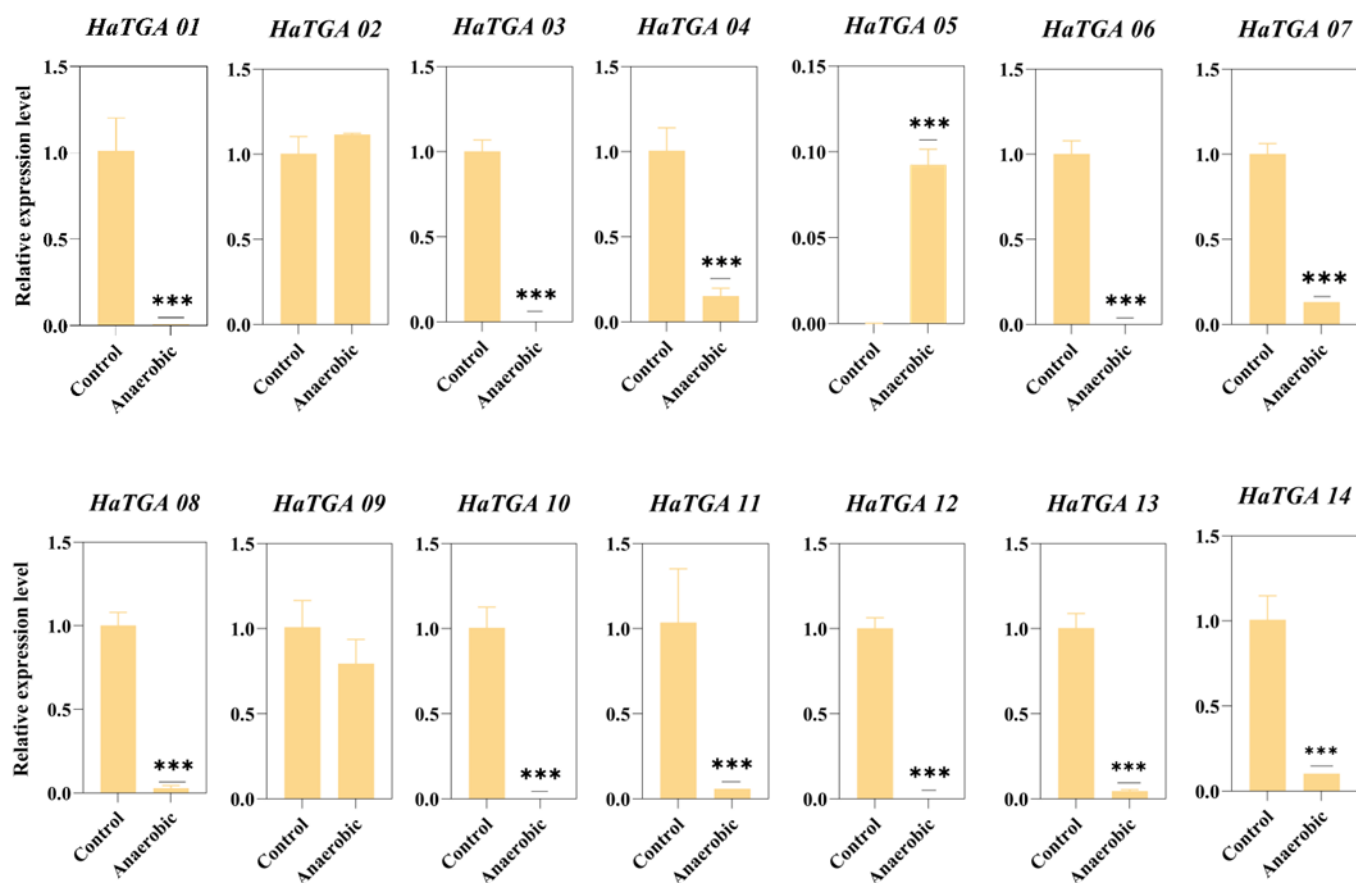 HaTGA 01 HaTGA 02 HaTGA 03 HaTGA 04 HaTGA 05 HaTGA 06 HaTGA 07
Relative expression level
1.5 1.5 1.5 1.5 0.15 1.5 1.5
1.0 1.0 1.0 1.0 0.10 1.0 1.0
0.5 0.5 0.5 0.5 0.05 0.5 0.5
0.0 0.0 0.0 0.0 0.00 0.0 0.0
*** *** *** *** *** ***
Control Anaerobic Control Anaerobic Control Anaerobic Control Anaerobic Control Anaerobic Control Anaerobic Control Anaerobic
HaTGA 08 HaTGA 09 HaTGA 10 HaTGA 11 HaTGA 12 HaTGA 13 HaTGA 14
Relative expression level
1.5 1.5 1.5 1.5 1.5 1.5 1.5
1.0 1.0 1.0 1.0 1.0 1.0 1.0
0.5 0.5 0.5 0.5 0.5 0.5 0.5
0.0 0.0 0.0 0.0 0.0 0.0 0.0
*** *** *** *** *** ***
Control Anaerobic Control Anaerobic Control Anaerobic Control Anaerobic Control Anaerobic Control Anaerobic Control Anaerobic